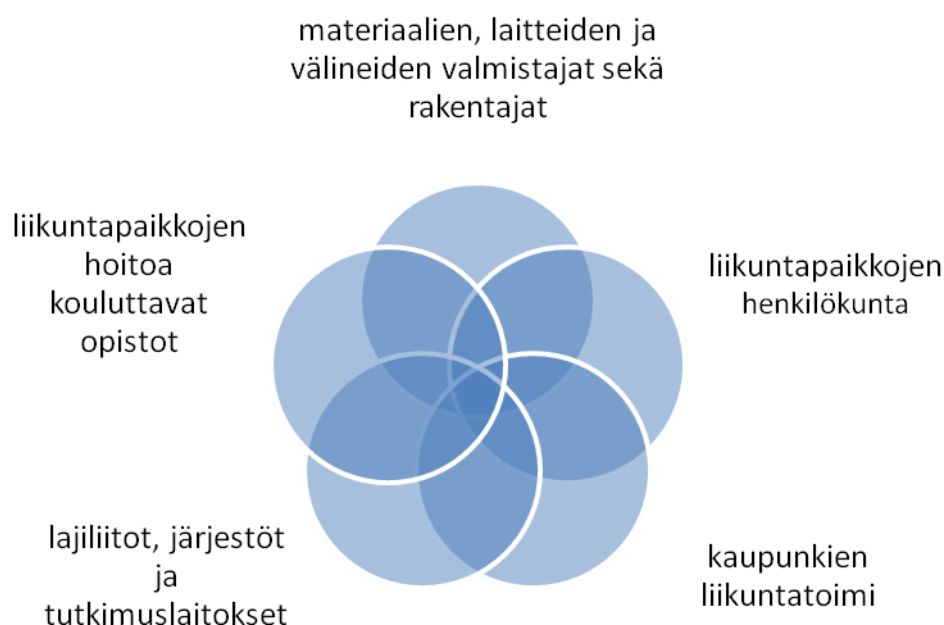 materiaalien, laitteiden ja
välineiden valmistajat sekä
rakentajat
liikuntapaikkojen
hoitoa
kouluttavat
opistot
liikuntapaikkojen
henkilökunta
lajiliitot, järjestöt
ja
tutkimuslaitokset
kaupunkien
liikuntatoimi